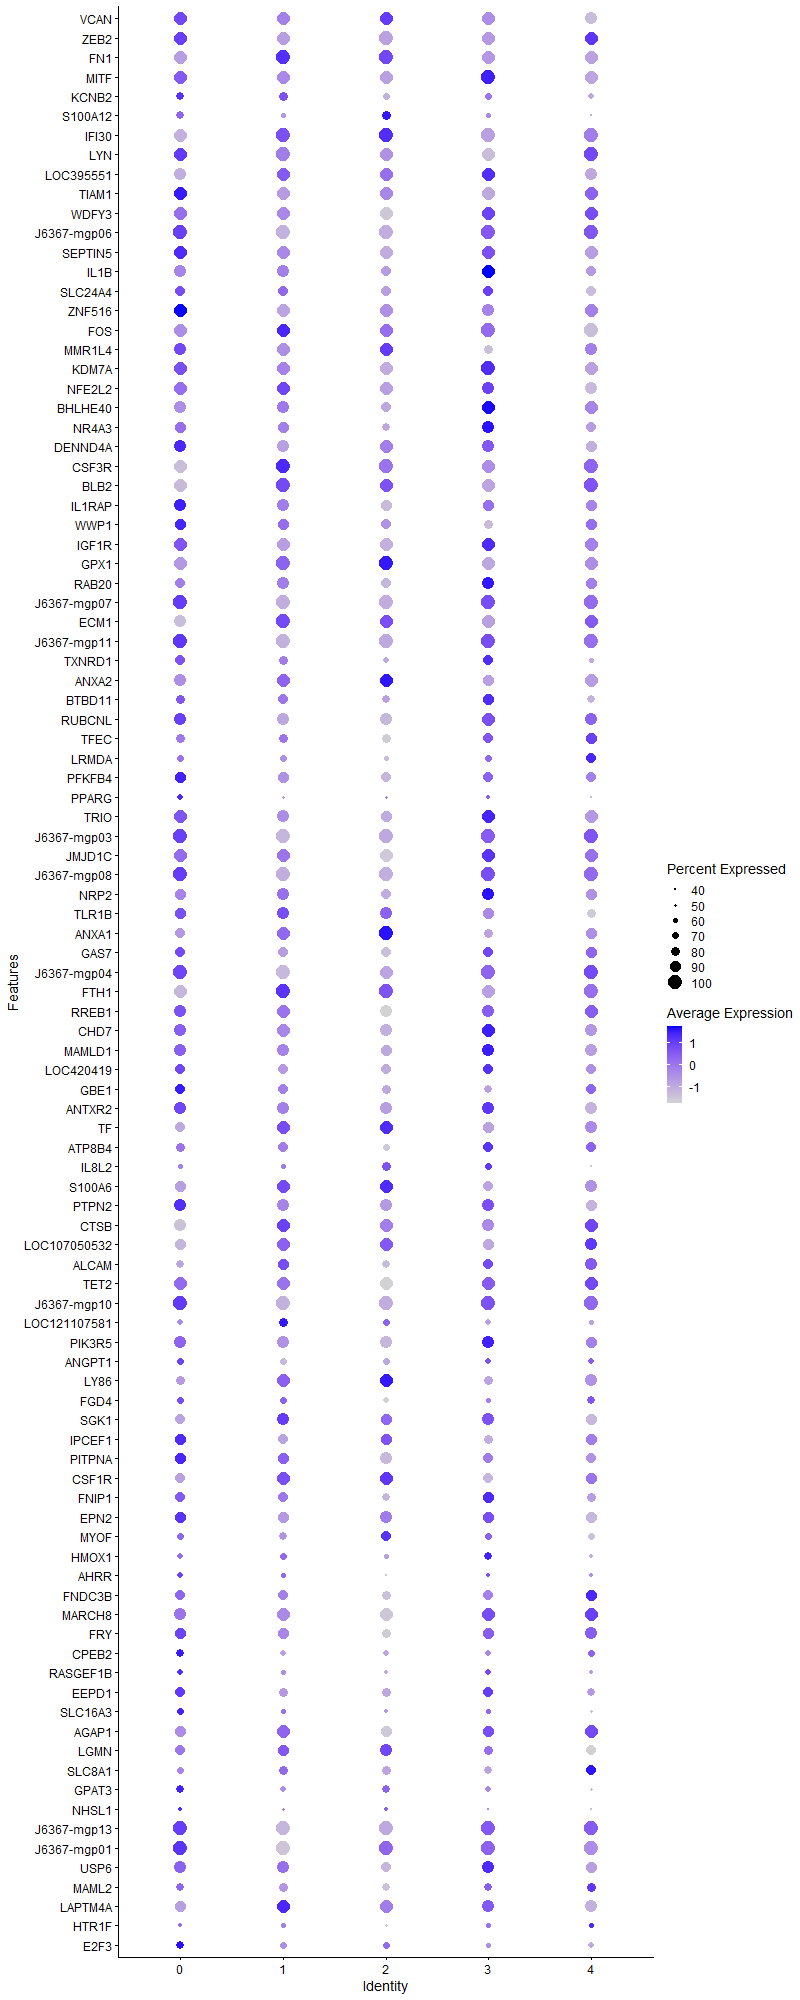 VCAN
ZEB2
FN1
MITF
KCNB2
S100A12
IFI30
LYN
LOC395551
TIAM1
WDFY3
J6367-mgp06
SEPTIN5
IL1B
SLC24A4
ZNF516
FOS
MMR1L4
KDM7A
NFE2L2
BHLHE40
NR4A3
DENND4A
CSF3R
BLB2
IL1RAP
WWP1
IGF1R
GPX1
RAB20
J6367-mgp07
ECM1
J6367-mgp11
TXNRD1
ANXA2
BTBD11
RUBCNL
TFEC
LRMDA
PFKFB4
PPARG
TRIO
J6367-mgp03
JMJD1C
J6367-mgp08
NRP2
TLR1B
ANXA1
GAS7
J6367-mgp04
FTH1
RREB1
CHD7
MAMLD1
LOC420419
GBE1
ANTXR2
TF
ATP8B4
IL8L2
S100A6
PTPN2
CTSB
LOC107050532
ALCAM
TET2
J6367-mgp10
LOC121107581
PIK3R5
ANGPT1
LY86
FGD4
SGK1
IPCEF1
PITPNA
CSF1R
FNIP1
EPN2
MYOF
HMOX1
AHRR
FNDC3B
MARCH8
FRY
CPEB2
RASGEF1B
EEPD1
SLC16A3
AGAP1
LGMN
SLC8A1
GPAT3
NHSL1
J6367-mgp13
J6367-mgp01
USP6
MAML2
LAPTM4A
HTR1F
E2F3
Features
0 1 2 3 4
Identity
Percent Expressed
40
50
60
70
80
90
100
Average Expression
1
0
-1